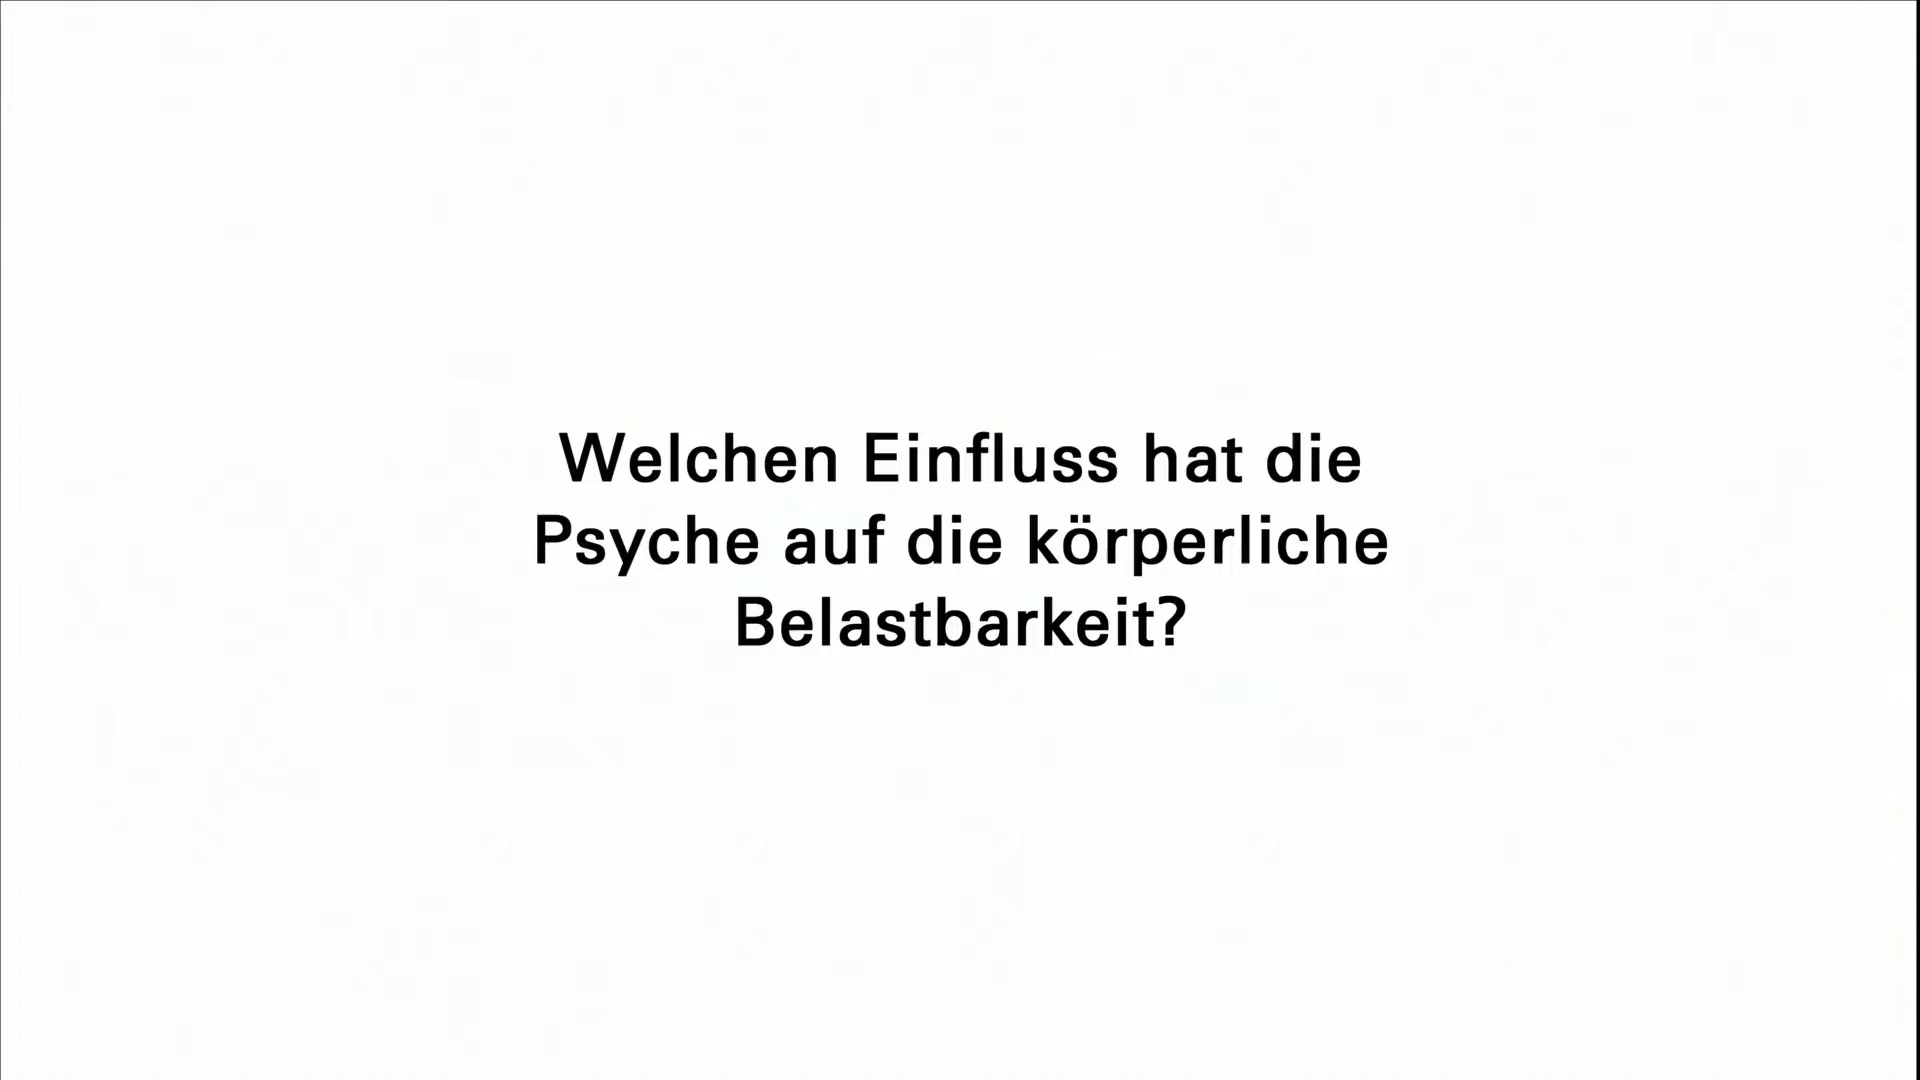 Welchen Einfluss hat die
Psyche auf die körperliche
Belastbarkeit?